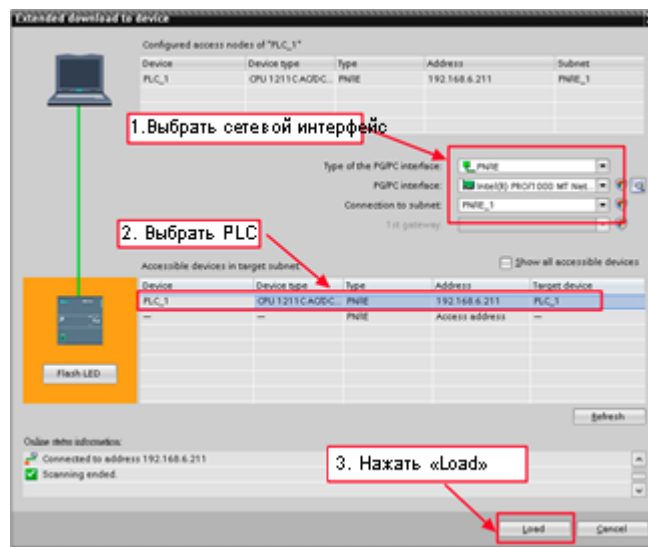 Extended download to device
Configured access nodes of "PLC_1"
Device Device type Type Address Subnet
PLC_1 CPU 1211C AC/DC... PN/IE 192.168.6.211 PN/IE_1
1.Выбрать сетевой интерфейс
Type of the PG/PC interface: PN/IE
PG/PC interface: Intel(R) PRO/1000 MT Net...
Connection to subnet: PN/IE_1
1st gateway:
2. Выбрать PLC
Show all accessible devices
Accessible devices in target subnet:
Device Device type Type Address Target device
PLC_1 CPU 1211C AC/DC... PN/IE 192.168.6.211 PLC_1
— — PN/IE Access address —
Flash LED
Refresh
Online status information:
Connected to address 192.168.6.211
Scanning ended.
3. Нажать «Load»
Load Cancel